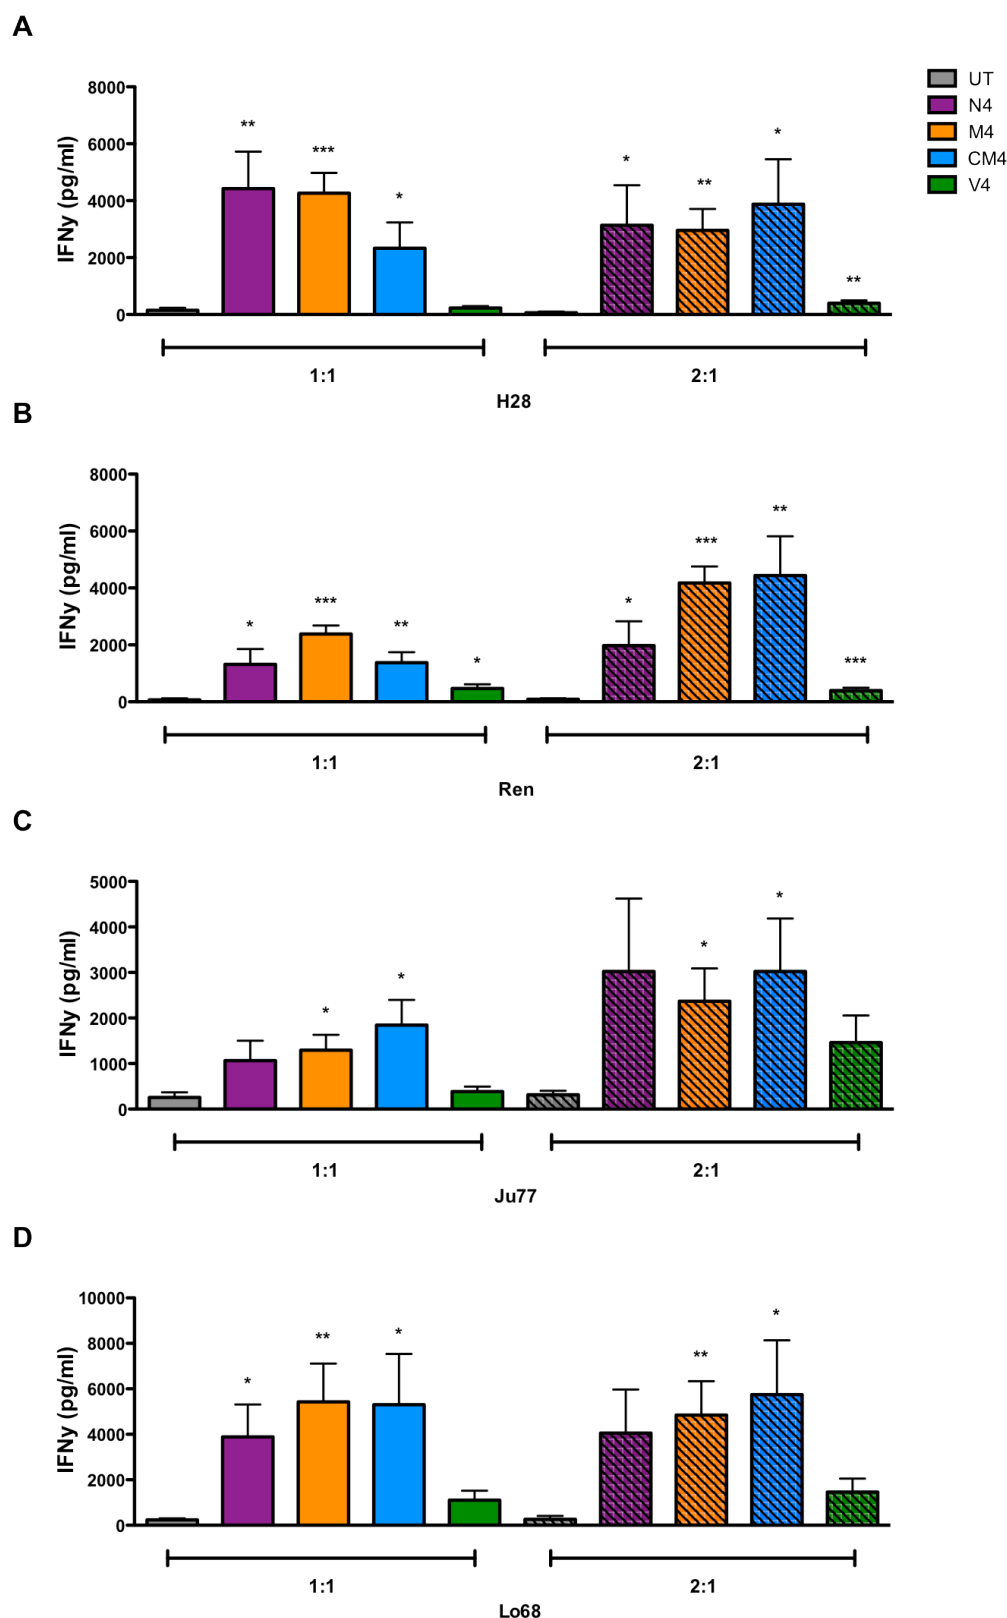 A
UT
N4
M4
CM4
V4
IFNy (pg/ml)
8000
6000
4000
2000
0
** *** * * ** * **
1:1 2:1
H28
B
IFNy (pg/ml)
8000
6000
4000
2000
0
* *** ** * * *** ** ***
1:1 2:1
Ren
C
IFNy (pg/ml)
5000
4000
3000
2000
1000
0
* * * *
1:1 2:1
Ju77
D
IFNy (pg/ml)
10000
8000
6000
4000
2000
0
* ** * ** *
1:1 2:1
Lo68